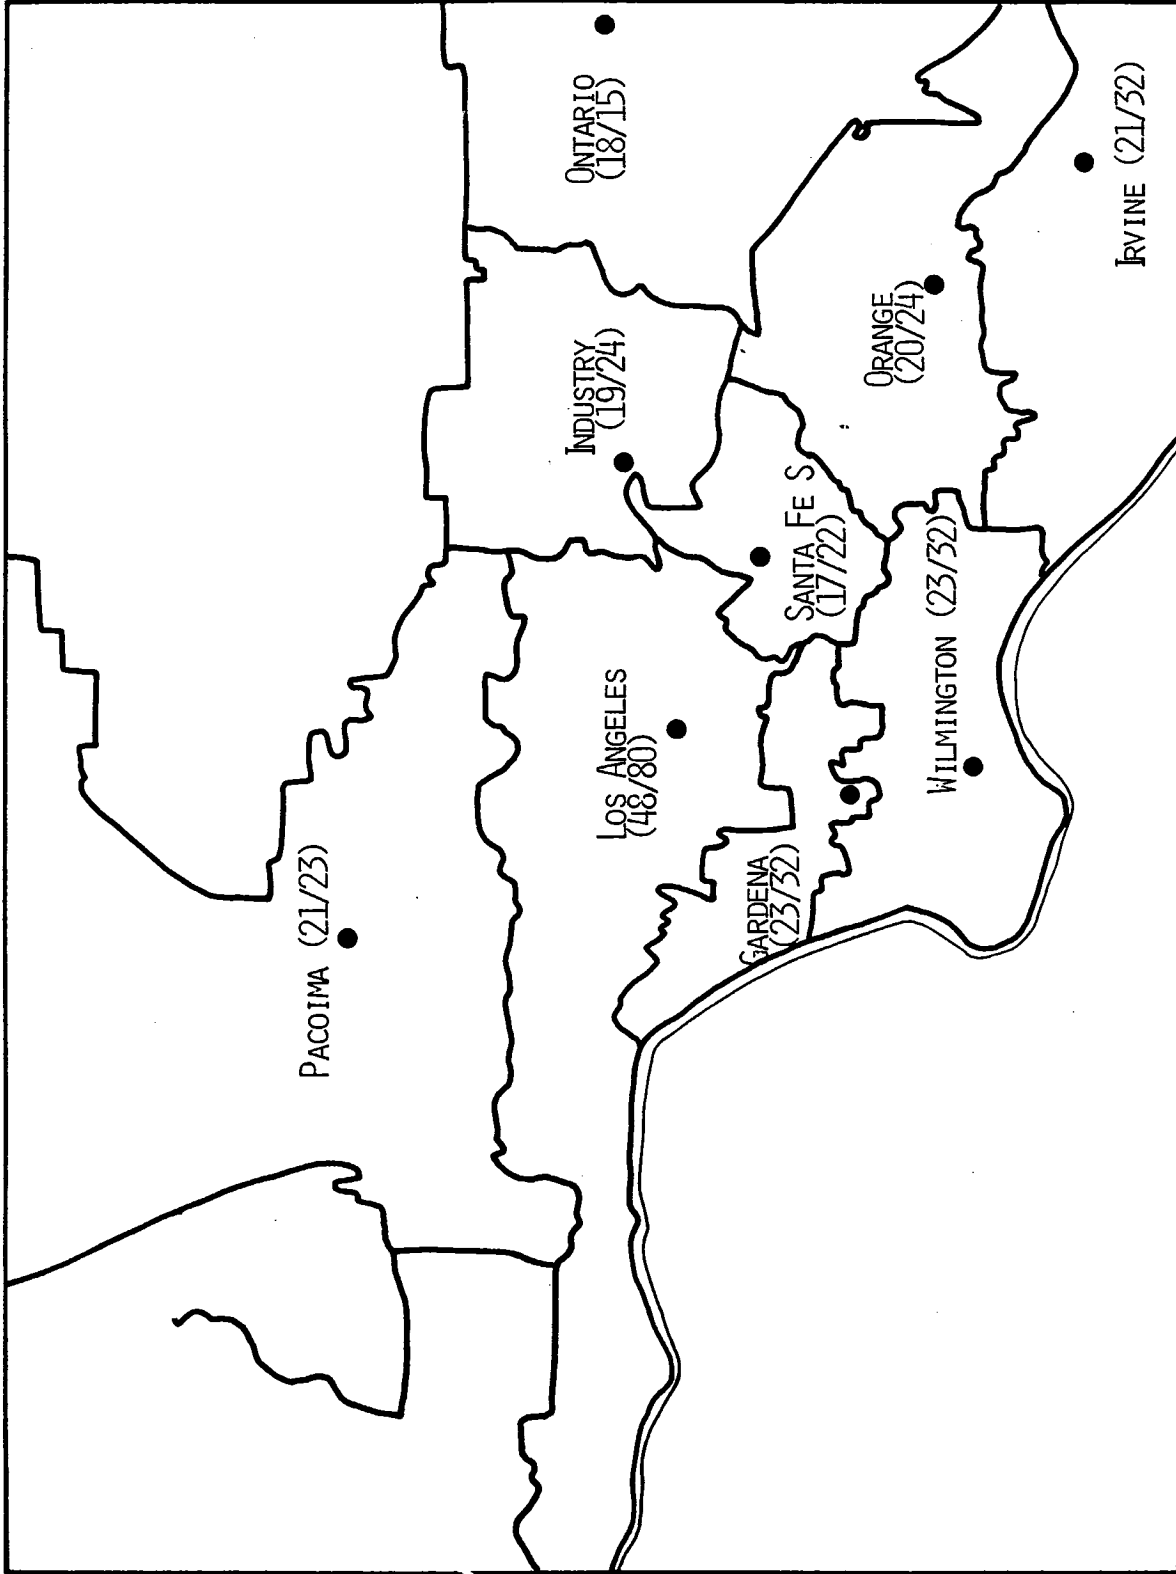 PACOIMA (21/23)
LOS ANGELES
(48/80)
INDUSTRY
(19/24)
ONTARIO
(18/15)
GARDENA
(23/32)
SANTA FE S
(17/22)
ORANGE
(20/24)
WILMINGTON (23/32)
IRVINE (21/32)